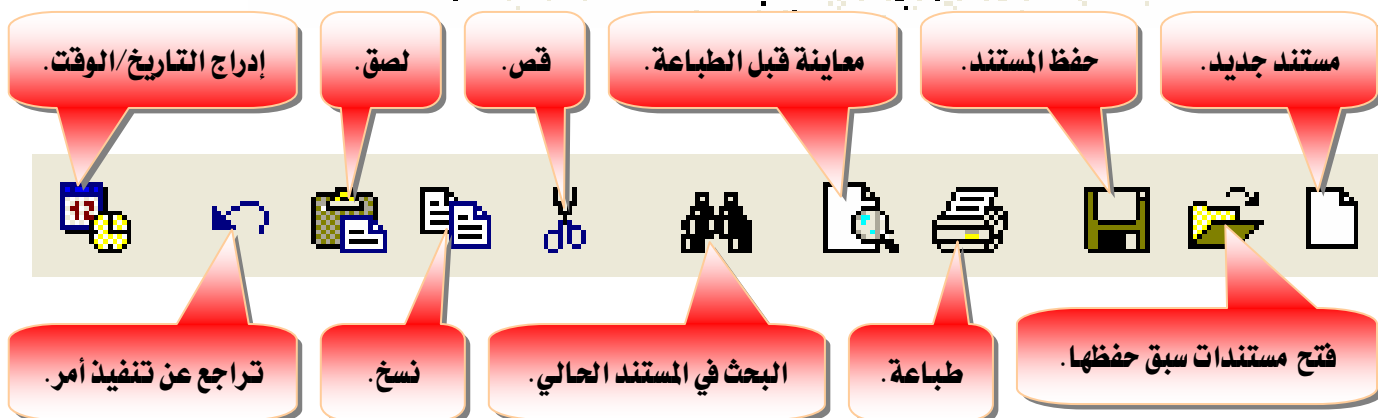 مستند جديد.
حفظ المستند.
معاينة قبل الطباعة.
قص.
لصق.
إدراج التاريخ/الوقت.
12
فتح مستندات سبق حفظها.
طباعة.
البحث في المستند الحالي.
نسخ.
تراجع عن تنفيذ أمر.